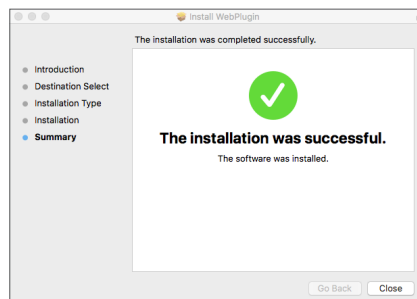 Install WebPlugin
The installation was completed successfully.
Introduction
Destination Select
Installation Type
Installation
Summary
The installation was successful.
The software was installed.
Go Back
Close